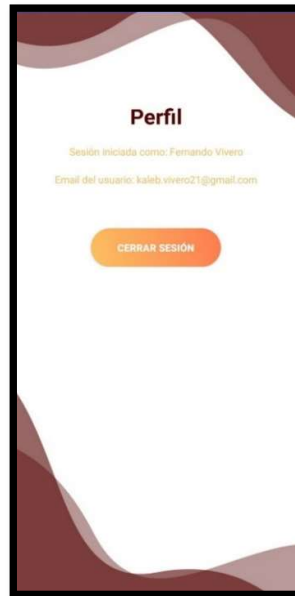 Perfil
Sesión iniciada como: Fernando Vivero
Email del usuario: kaleb.vivero21@gmail.com
CERRAR SESIÓN